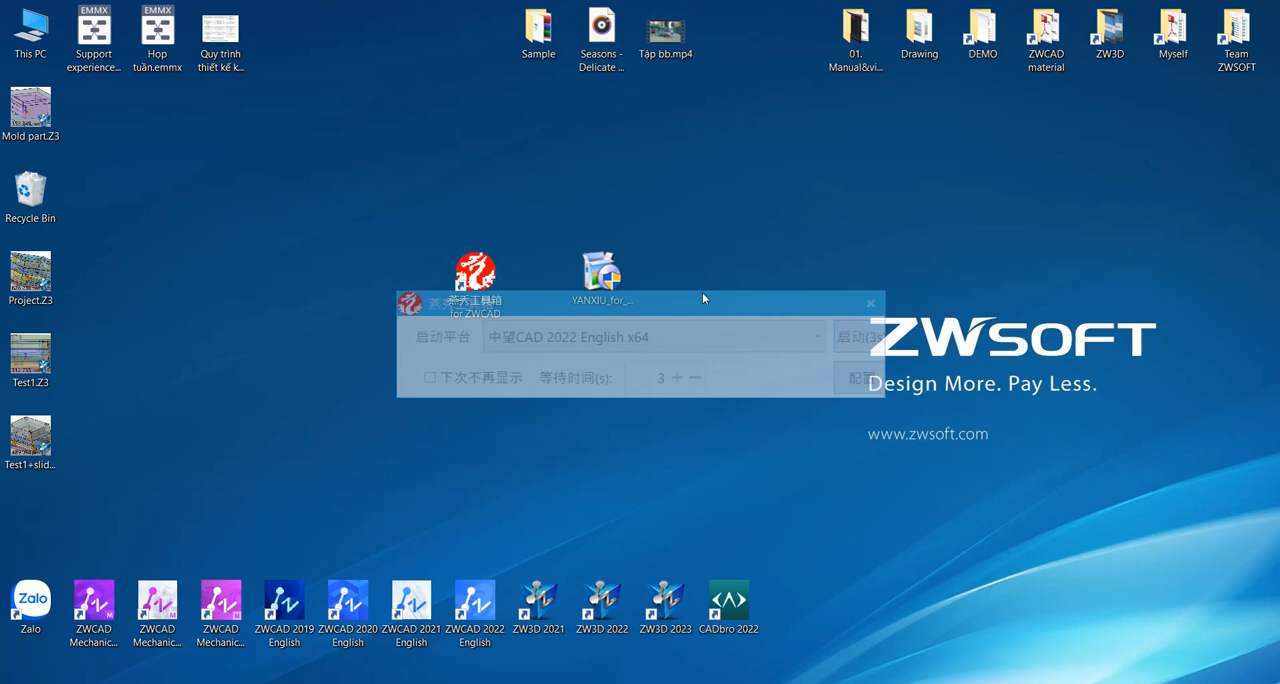 EMMX
EMMX
This PC
Support
experience...
Họp
tuần.emmx
Quy trình
thiết kế k...
Sample
Seasons -
Delicate ...
Tập bb.mp4
01.
Manual&vi...
Drawing
DEMO
ZWCAD
material
ZW3D
Myself
Team
ZWSOFT
Mold part.Z3
Recycle Bin
Project.Z3
Test1.Z3
Test1+slid...
燕秀工具箱
for ZWCAD
YANXIU_for_...
启动平台
中望CAD 2022 English x64
启动(3s
下次不再显示
等待时间(s):
3
配置
ZWSOFT
Design More. Pay Less.
www.zwsoft.com
Zalo
Zalo
ZWCAD
Mechanic...
ZWCAD
Mechanic...
ZWCAD
Mechanic...
ZWCAD 2019
English
ZWCAD 2020
English
ZWCAD 2021
English
ZWCAD 2022
English
ZW3D 2021
ZW3D 2022
ZW3D 2023
CADbro 2022